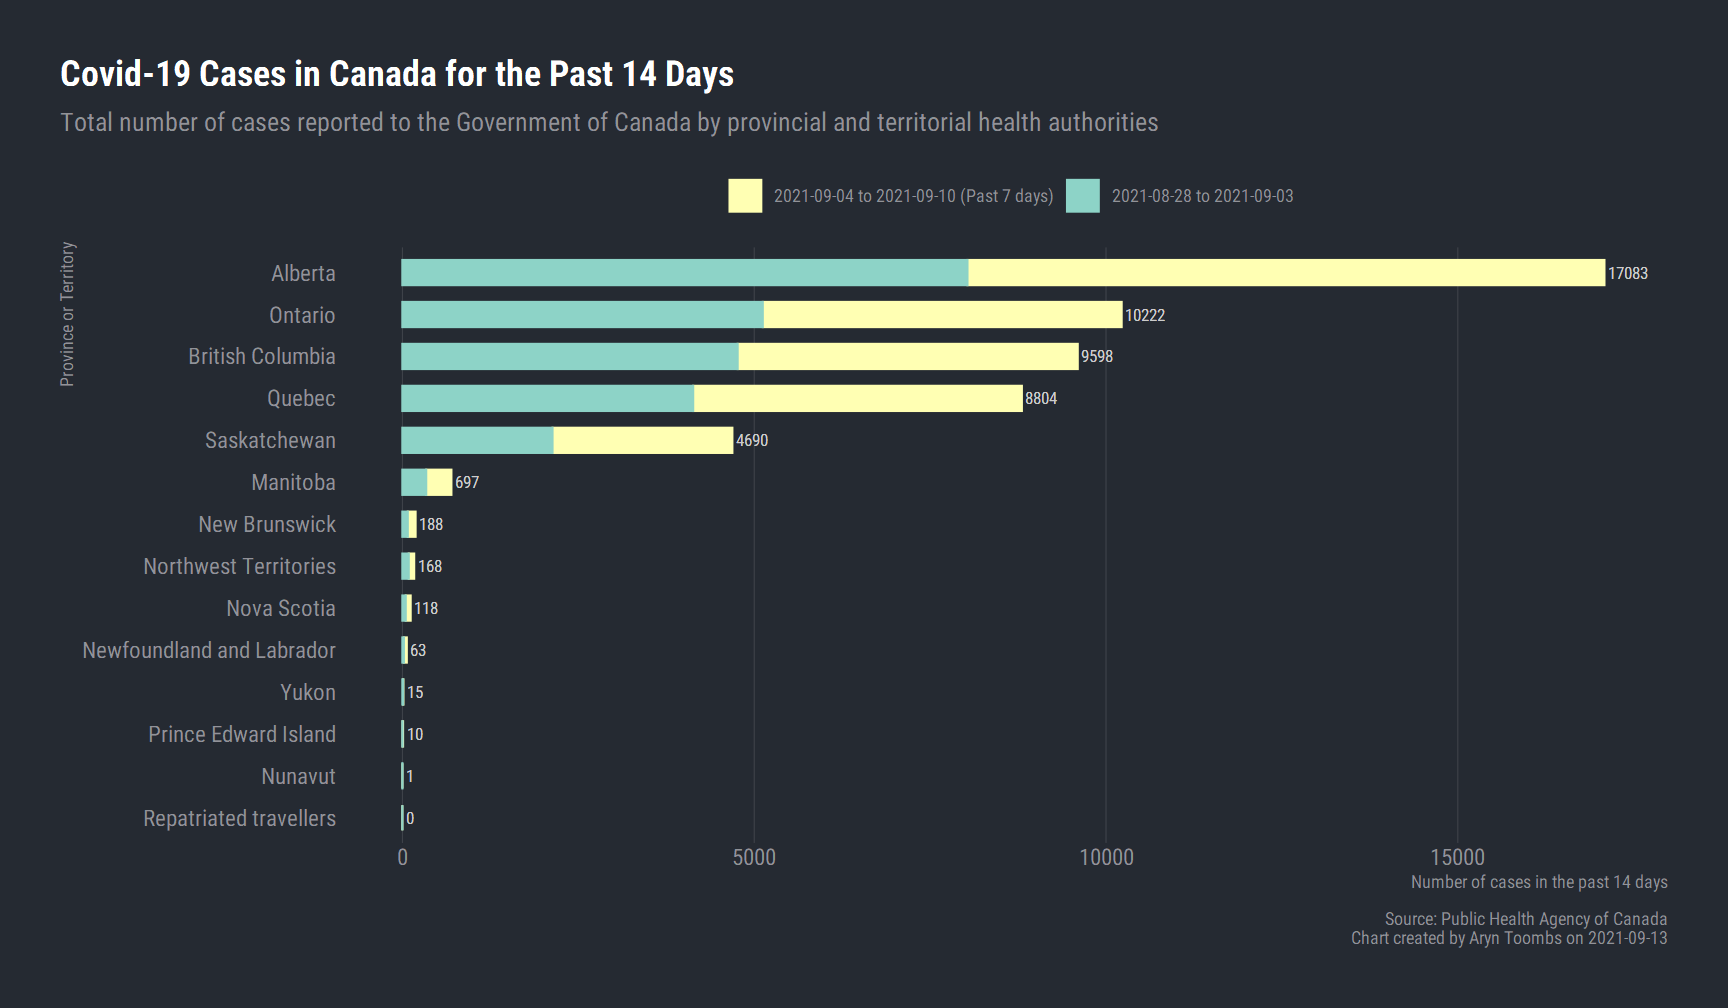 Covid-19 Cases in Canada for the Past 14 Days
Total number of cases reported to the Government of Canada by provincial and territorial health authorities
2021-09-04 to 2021-09-10 (Past 7 days)
2021-08-28 to 2021-09-03
Province or Territory
Alberta 17083
Ontario 10222
British Columbia 9598
Quebec 8804
Saskatchewan 4690
Manitoba 697
New Brunswick 188
Northwest Territories 168
Nova Scotia 118
Newfoundland and Labrador 63
Yukon 15
Prince Edward Island 10
Nunavut 1
Repatriated travellers 0
0 5000 10000 15000
Number of cases in the past 14 days
Source: Public Health Agency of Canada
Chart created by Aryn Toombs on 2021-09-13